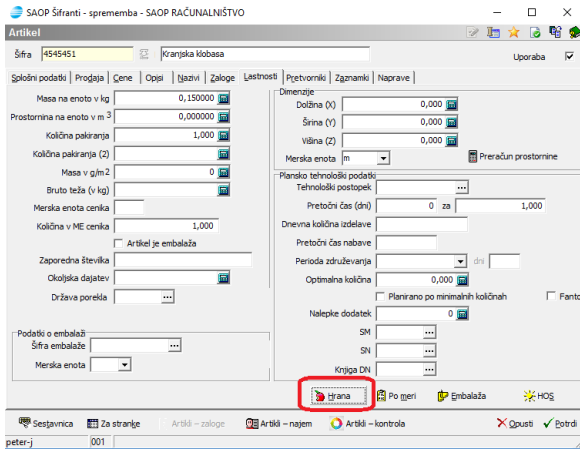 SAOP Šifranti - sprememba - SAOP RAČUNALNIŠTVO
Artikel
Šifra 4545451 Kranjska klobasa Uporaba
Splošni podatki Prodaja Cene Opisi Nazivi Zaloge Lastnosti Pretvorniki Zaznamki Naprave
Masa na enoto v kg 0,150000
Prostornina na enoto v m 3 0,000000
Količina pakiranja 1,000
Količina pakiranja (2)
Masa v g/m2 0
Bruto teža (v kg)
Merska enota cenika
Količina v ME cenika 1,000
Artikel je embalaža
Zaporedna številka
Okoljska dajatev
Država porekla ...
Podatki o embalaži
Šifra embalaže ...
Merska enota
Dimenzije
Dolžina (X) 0,000
Širina (Y) 0,000
Višina (Z) 0,000
Merska enota m Preračun prostornine
Plansko tehnološki podatki
Tehnološki postopek ...
Pretočni čas (dni) 0 za 1,000
Dnevna količina izdelave
Pretočni čas nabave
Perioda združevanja dni
Optimalna količina 0,000
Planirano po minimalnih količinah Fanto
Nalepke dodatek 0
SM ...
SN ...
Knjiga DN ...
Hrana Po meri Embalaža HOS
Sestavnica Za stranke Artikli – zaloge Artikli – najem Artikli – kontrola Opusti Potrdi
peter-j 001